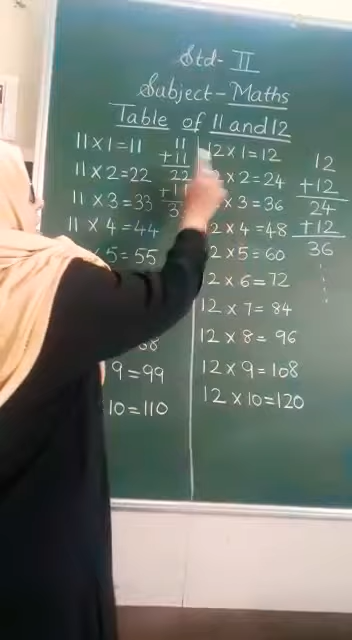 Std- II
Subject - Maths
Table of 11 and 12
11 x 1 = 11
11 x 2 = 22
11 x 3 = 33
11 x 4 = 44
5 = 55
9 = 99
10 = 110
11
+11
22
12 x 1 = 12
x 2 = 24
x 3 = 36
2 x 4 = 48
2 x 5 = 60
2 x 6 = 72
12 x 7 = 84
12 x 8 = 96
12 x 9 = 108
12 x 10 = 120
12
+12
24
+12
36